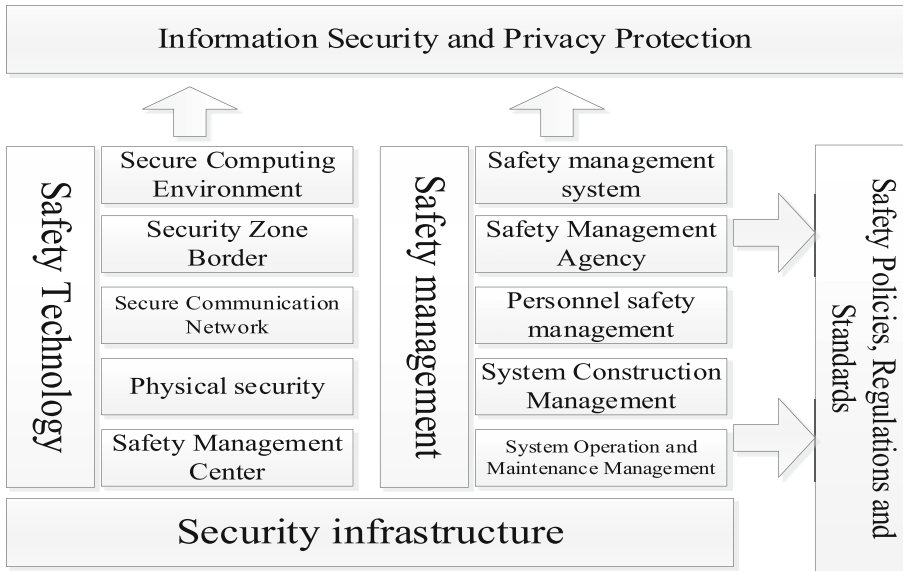 Information Security and Privacy Protection
Safety Technology
Secure Computing
Environment
Security Zone
Border
Secure Communication
Network
Physical security
Safety Management
Center
Safety management
Safety management
system
Safety Management
Agency
Personnel safety
management
System Construction
Management
System Operation and
Maintenance Management
Safety Policies, Regulations and
Standards
Security infrastructure